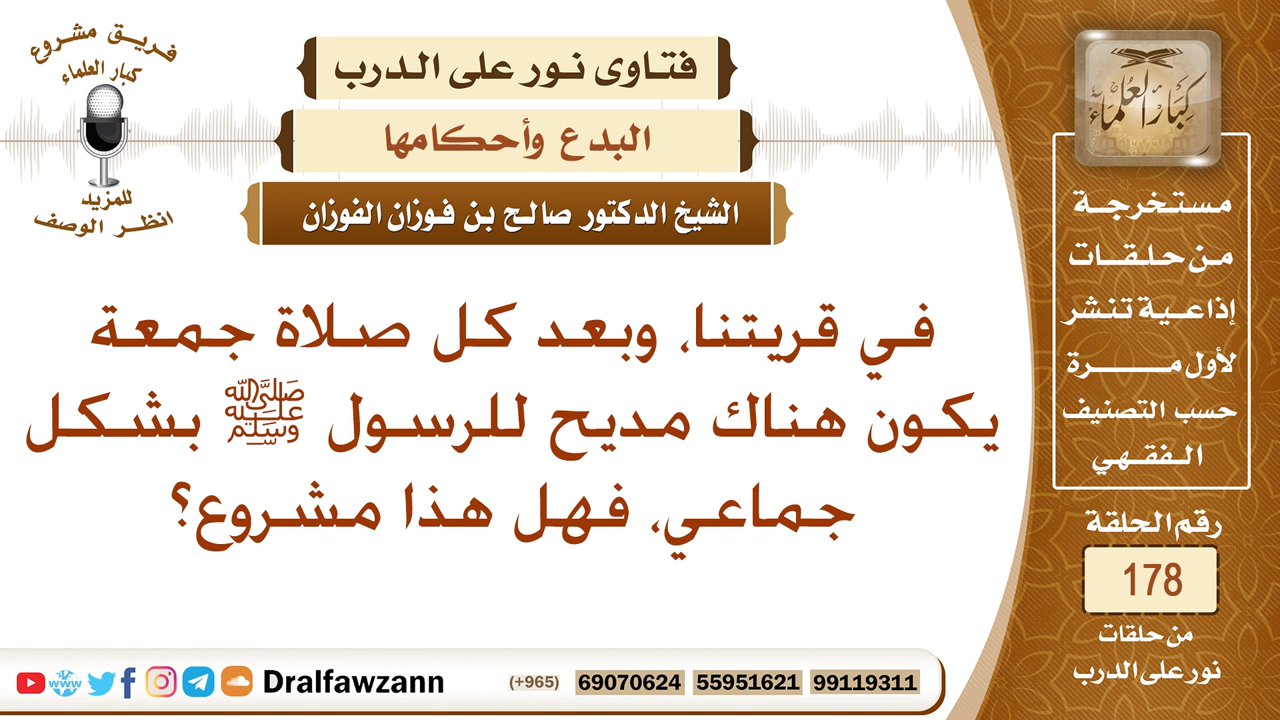 فريق مشروع
كبار العلماء
للمزيد
انظر الوصف
فتاوى نور على الدرب
البدع وأحكامها
الشيخ الدكتور صالح بن فوزان الفوزان
في قريتنا، وبعد كل صلاة جمعة
يكون هناك مديح للرسول ﷺ بشكل
جماعي، فهل هذا مشروع؟
كبار العلماء
مستخرجة
من حلقات
إذاعية تنشر
لأول مرة
حسب التصنيف
الفقهي
رقم الحلقة
178
من حلقات
نور على الدرب
www
Dralfawzann (+965) 69070624 55951621 99119311